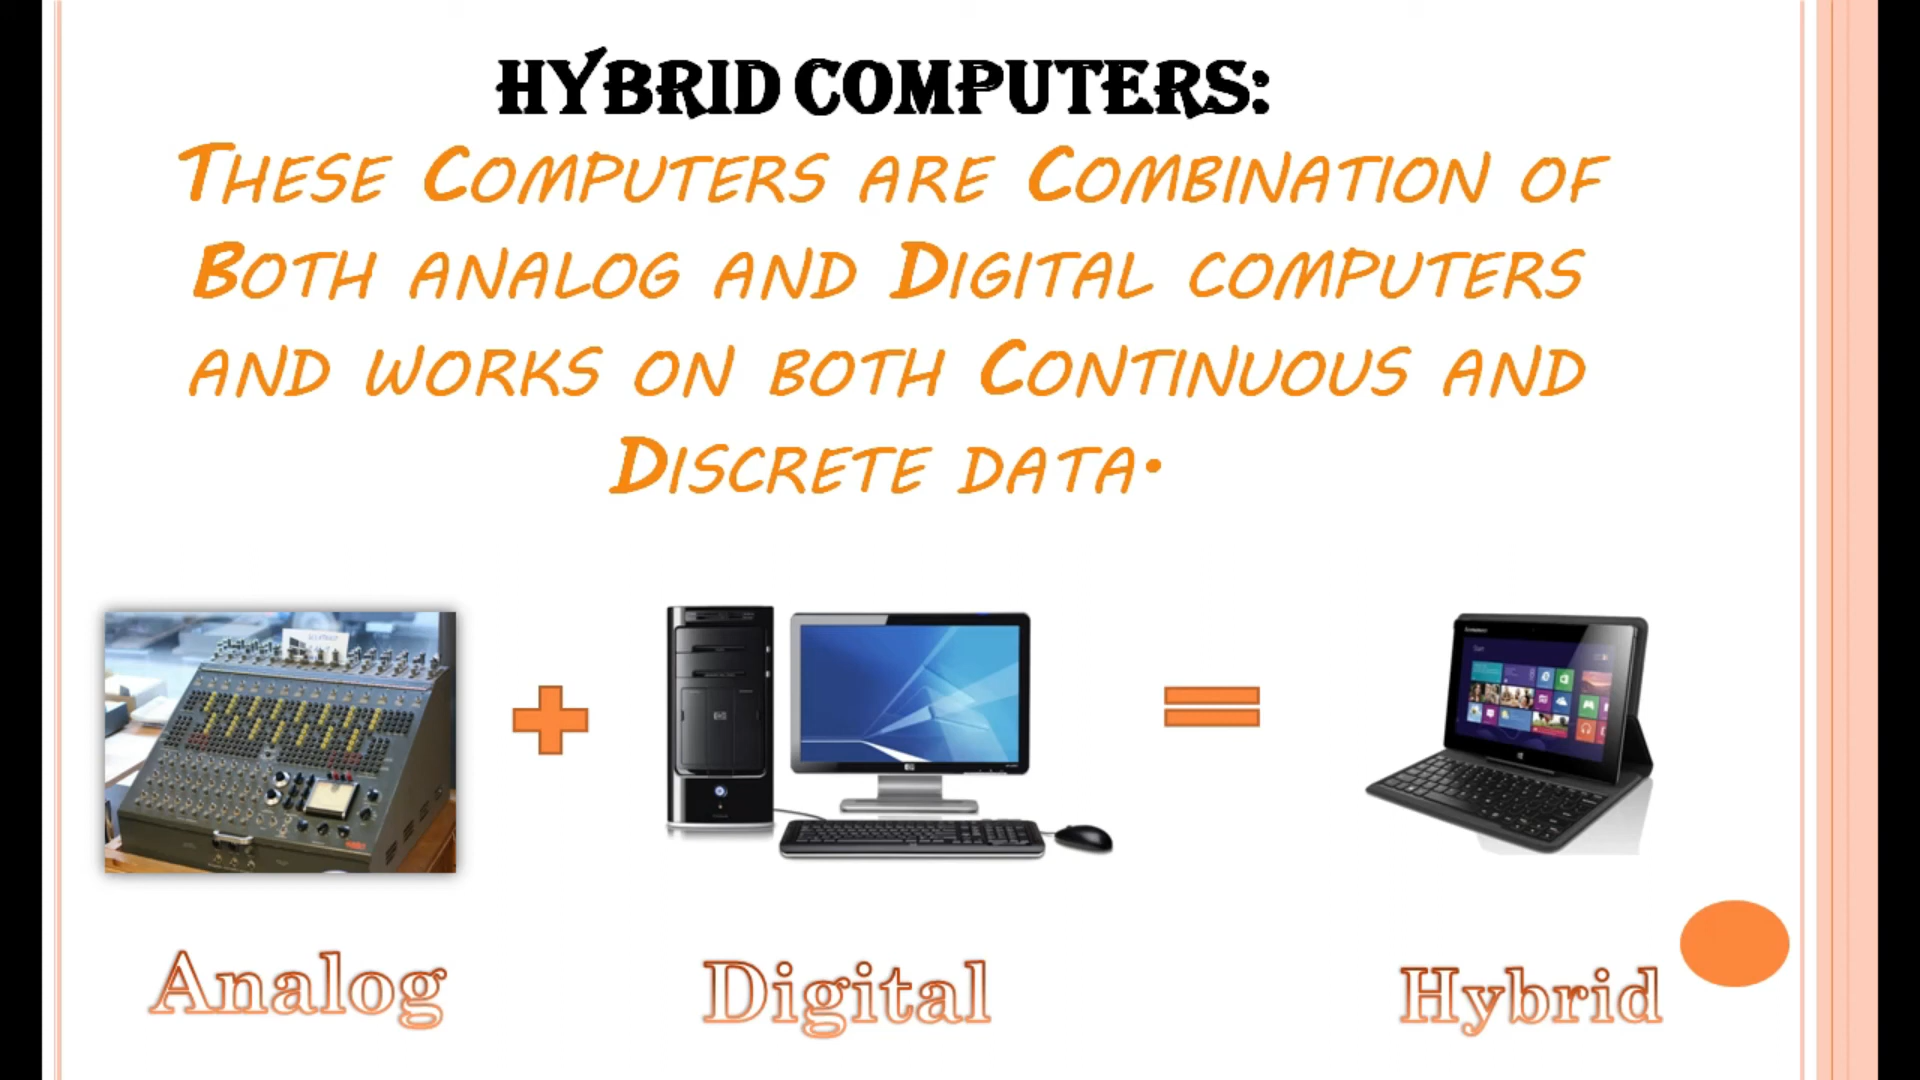 HYBRID COMPUTERS:
THESE COMPUTERS ARE COMBINATION OF
BOTH ANALOG AND DIGITAL COMPUTERS
AND WORKS ON BOTH CONTINUOUS AND
DISCRETE DATA.
Analog
Digital
Hybrid